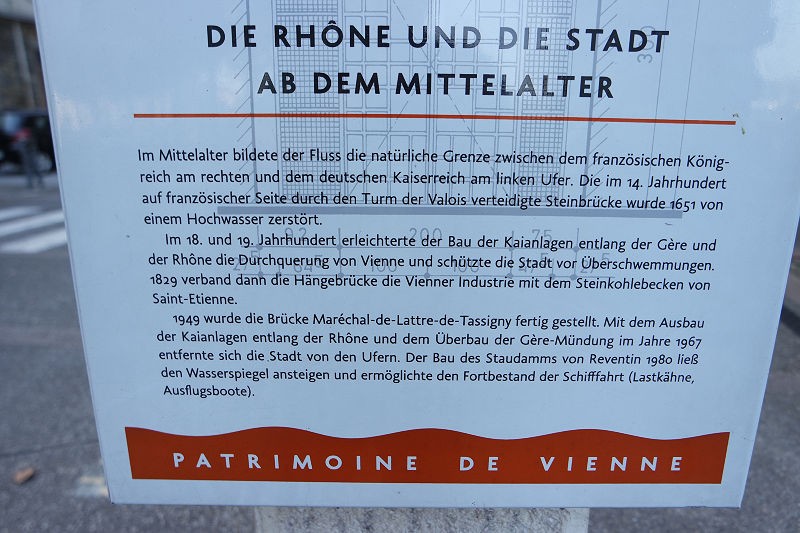 DIE RHÔNE UND DIE STADT
AB DEM MITTELALTER
Im Mittelalter bildete der Fluss die natürliche Grenze zwischen dem französischen König-
reich am rechten und dem deutschen Kaiserreich am linken Ufer. Die im 14. Jahrhundert
auf französischer Seite durch den Turm der Valois verteidigte Steinbrücke wurde 1651 von
einem Hochwasser zerstört.
Im 18. und 19. Jahrhundert erleichterte der Bau der Kaianlagen entlang der Gère und
der Rhône die Durchquerung von Vienne und schützte die Stadt vor Überschwemmungen.
1829 verband dann die Hängebrücke die Vienner Industrie mit dem Steinkohlebecken von
Saint-Etienne.
1949 wurde die Brücke Maréchal-de-Lattre-de-Tassigny fertig gestellt. Mit dem Ausbau
der Kaianlagen entlang der Rhône und dem Überbau der Gère-Mündung im Jahre 1967
entfernte sich die Stadt von den Ufern. Der Bau des Staudamms von Reventin 1980 ließ
den Wasserspiegel ansteigen und ermöglichte den Fortbestand der Schifffahrt (Lastkähne,
Ausflugsboote).
PATRIMOINE DE VIENNE